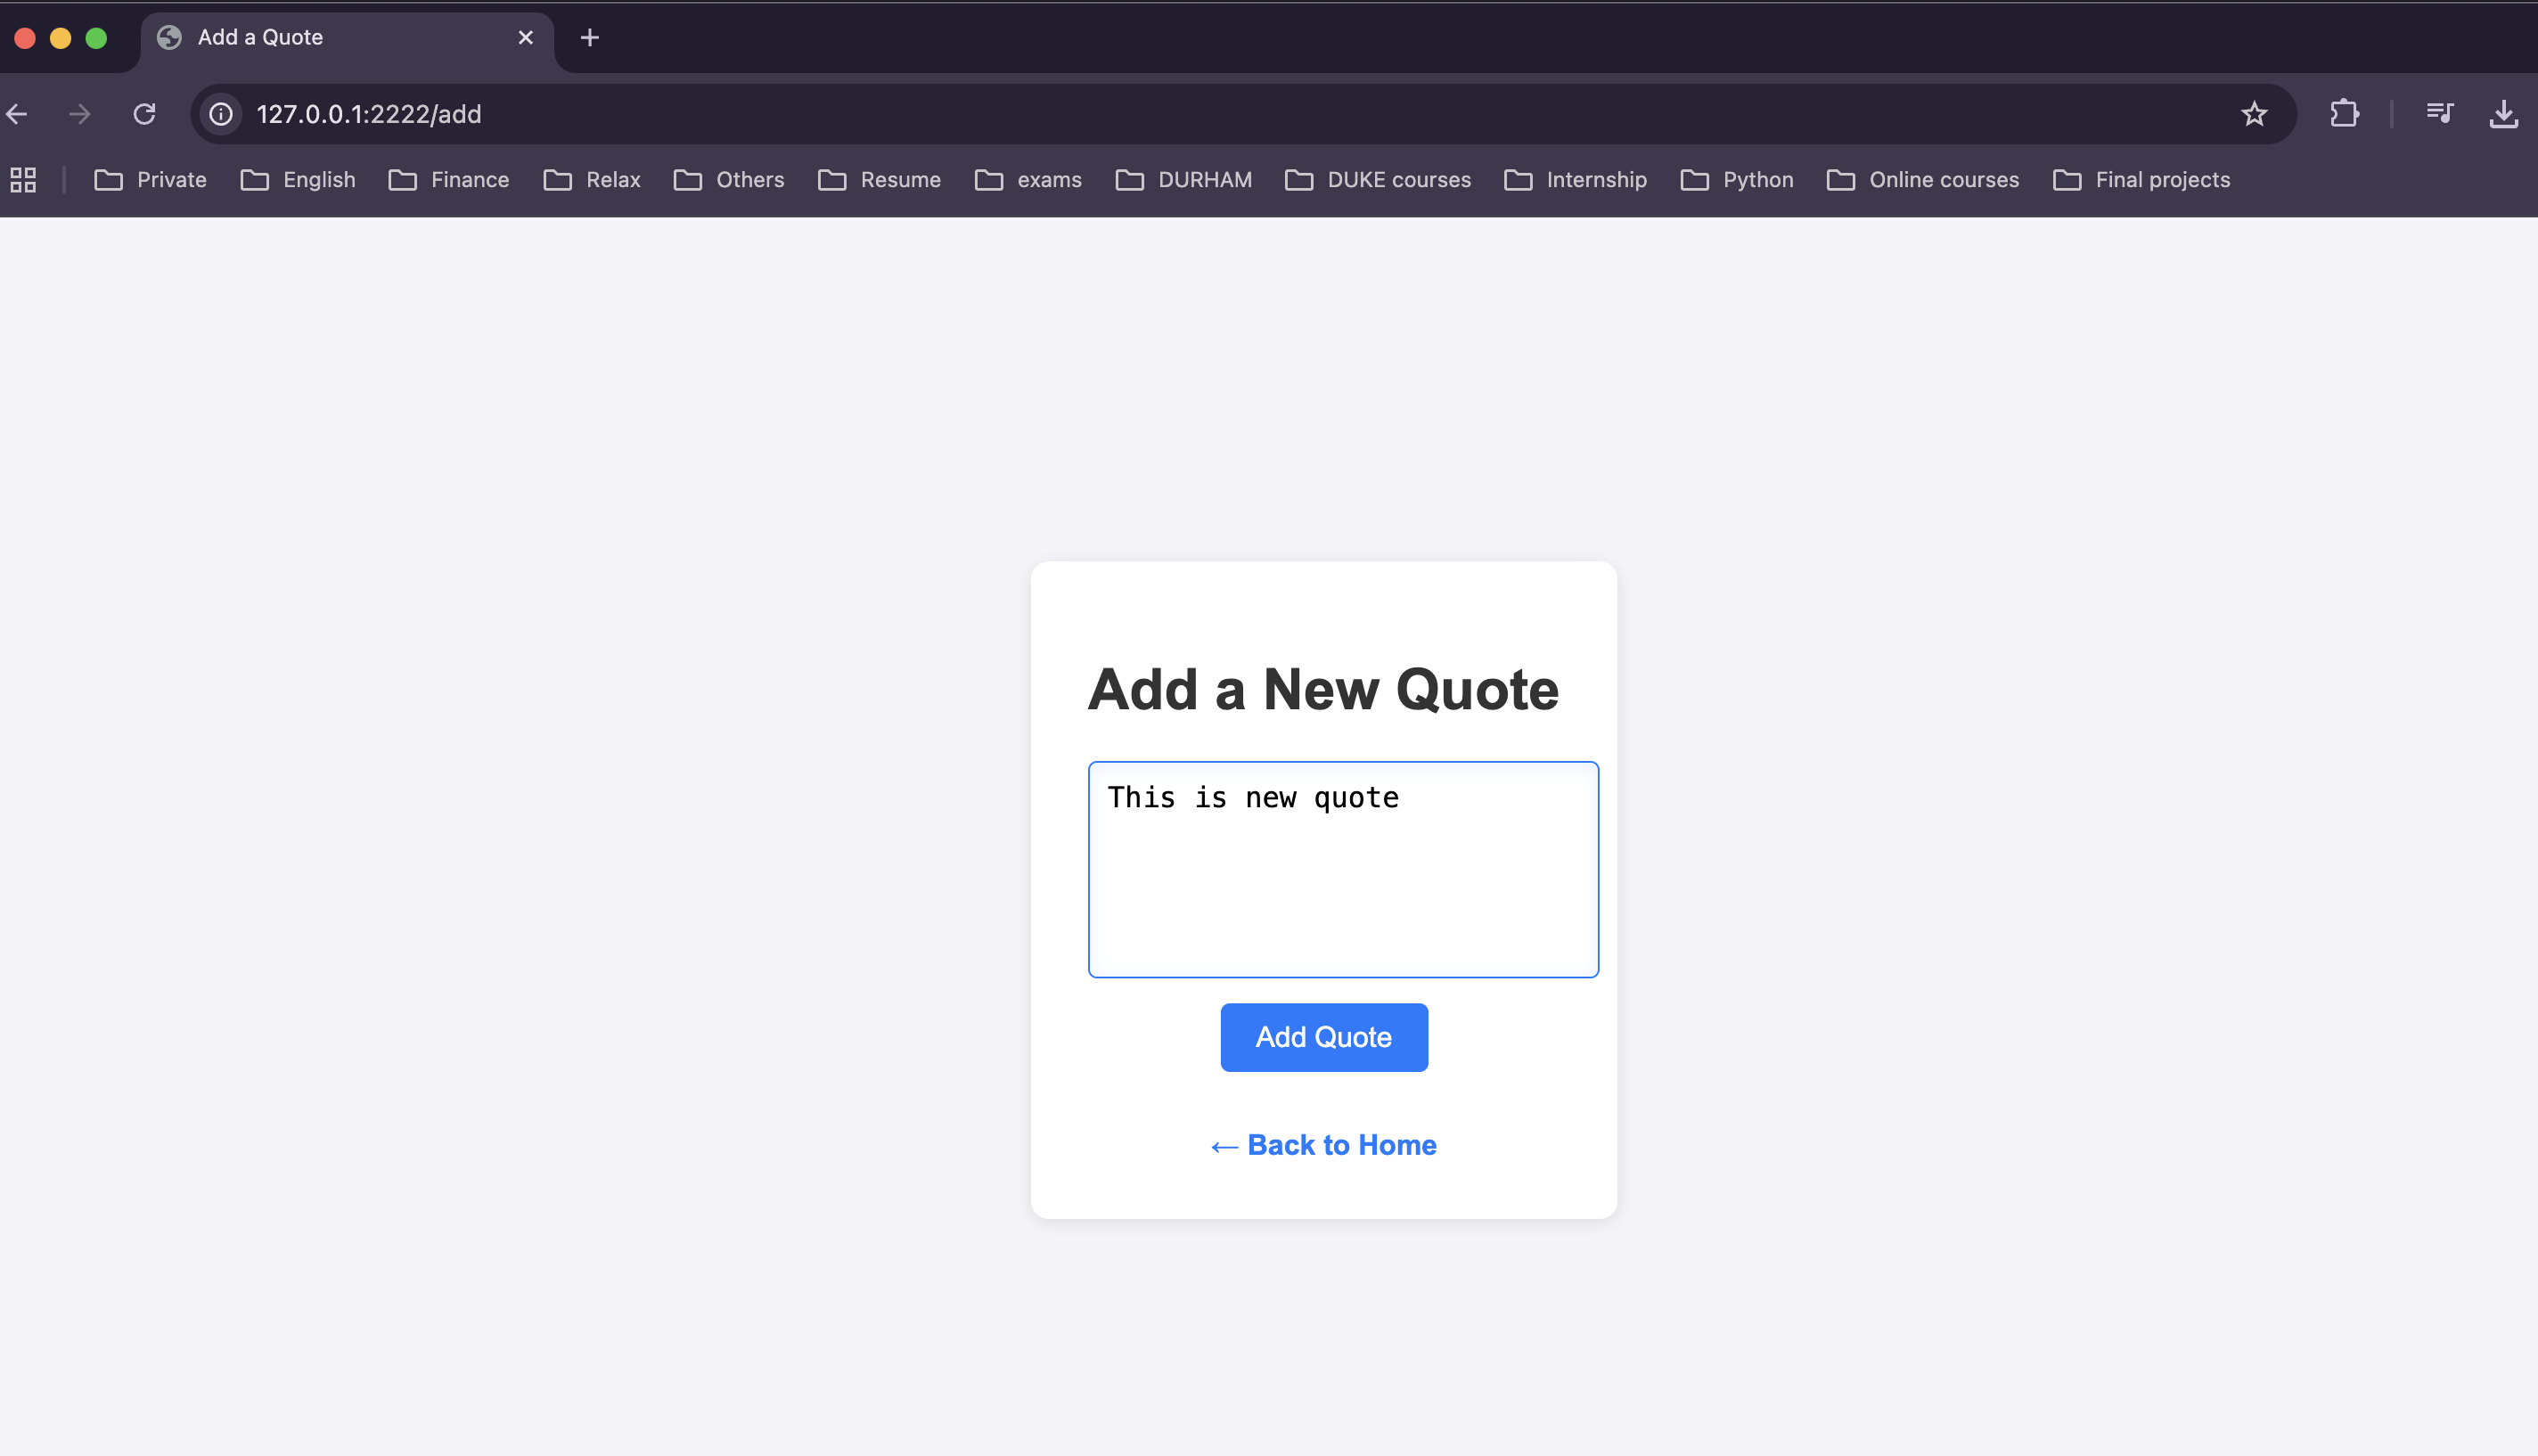 Add a Quote
127.0.0.1:2222/add
Private English Finance Relax Others Resume exams DURHAM DUKE courses Internship Python Online courses Final projects
Add a New Quote
This is new quote
Add Quote
← Back to Home